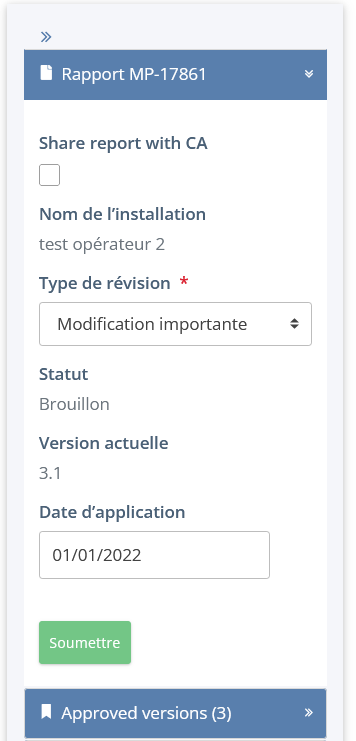 Rapport MP-17861
Share report with CA
Nom de l’installation
test opérateur 2
Type de révision *
Modification importante
Statut
Brouillon
Version actuelle
3.1
Date d’application
01/01/2022
Soumettre
Approved versions (3)